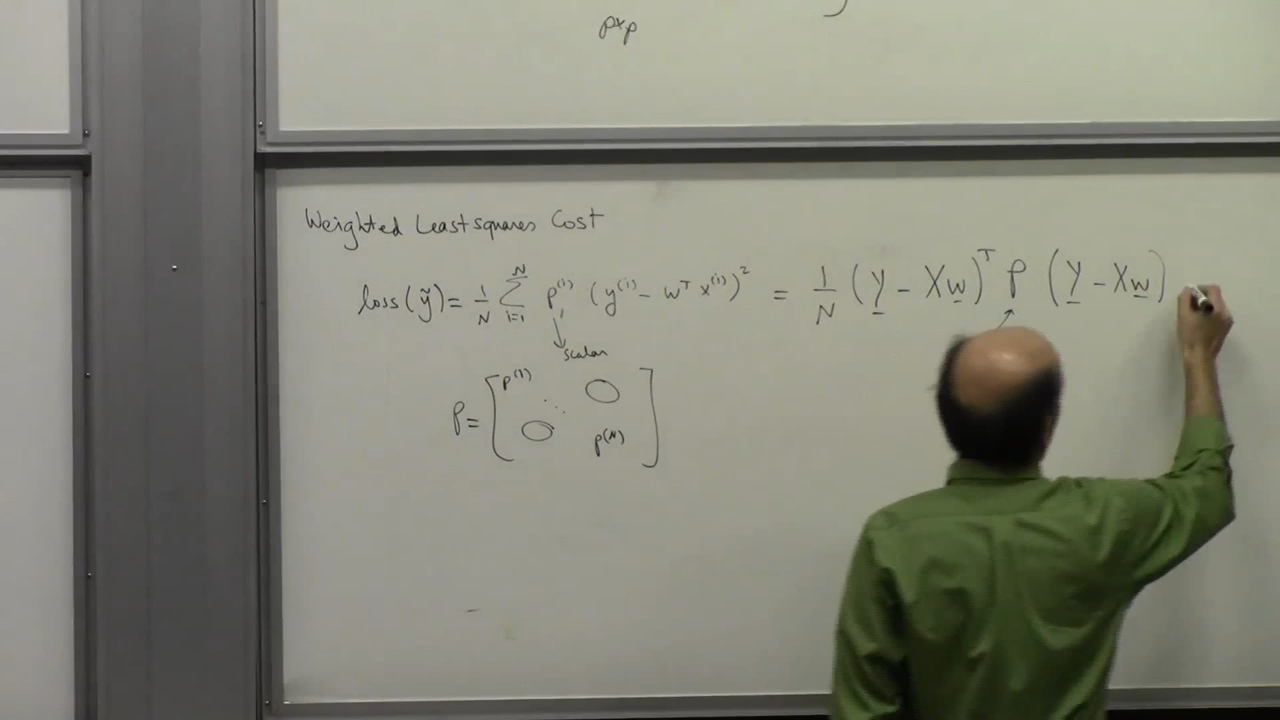 p×p
Weighted Least squares Cost
loss(ỹ) = 1/N Σ_{i=1}^{N} p^{(i)} (y^{(i)} - w^T x^{(i)})^2 = 1/N (Y - Xw)^T P (Y - Xw)
scalar
P = [ p^{(1)} ⋱ 0 0 p^{(N)} ]